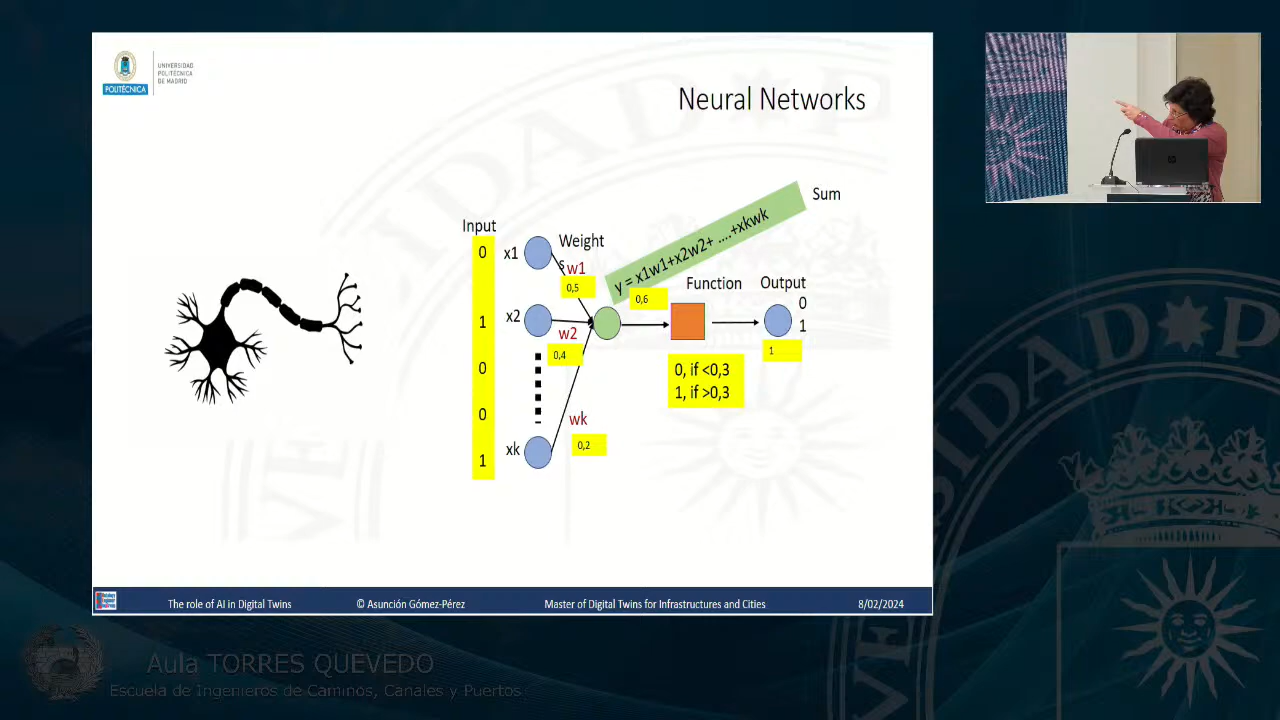 UNIVERSIDAD
POLITÉCNICA
DE MADRID
POLITÉCNICA
Neural Networks
Sum
y = x1w1+x2w2+ ....+xkwk
Input
Weight
s
Function
Output
0
x1
w1
0,5
0,6
0
1
x2
w2
0,4
1
1
0
0, if <0,3
1, if >0,3
0
wk
1
xk
0,2
The role of AI in Digital Twins
© Asunción Gómez-Pérez
Master of Digital Twins for Infrastructures and Cities
8/02/2024
Aula TORRES QUEVEDO
Escuela de Ingenieros de Caminos, Canales y Puertos